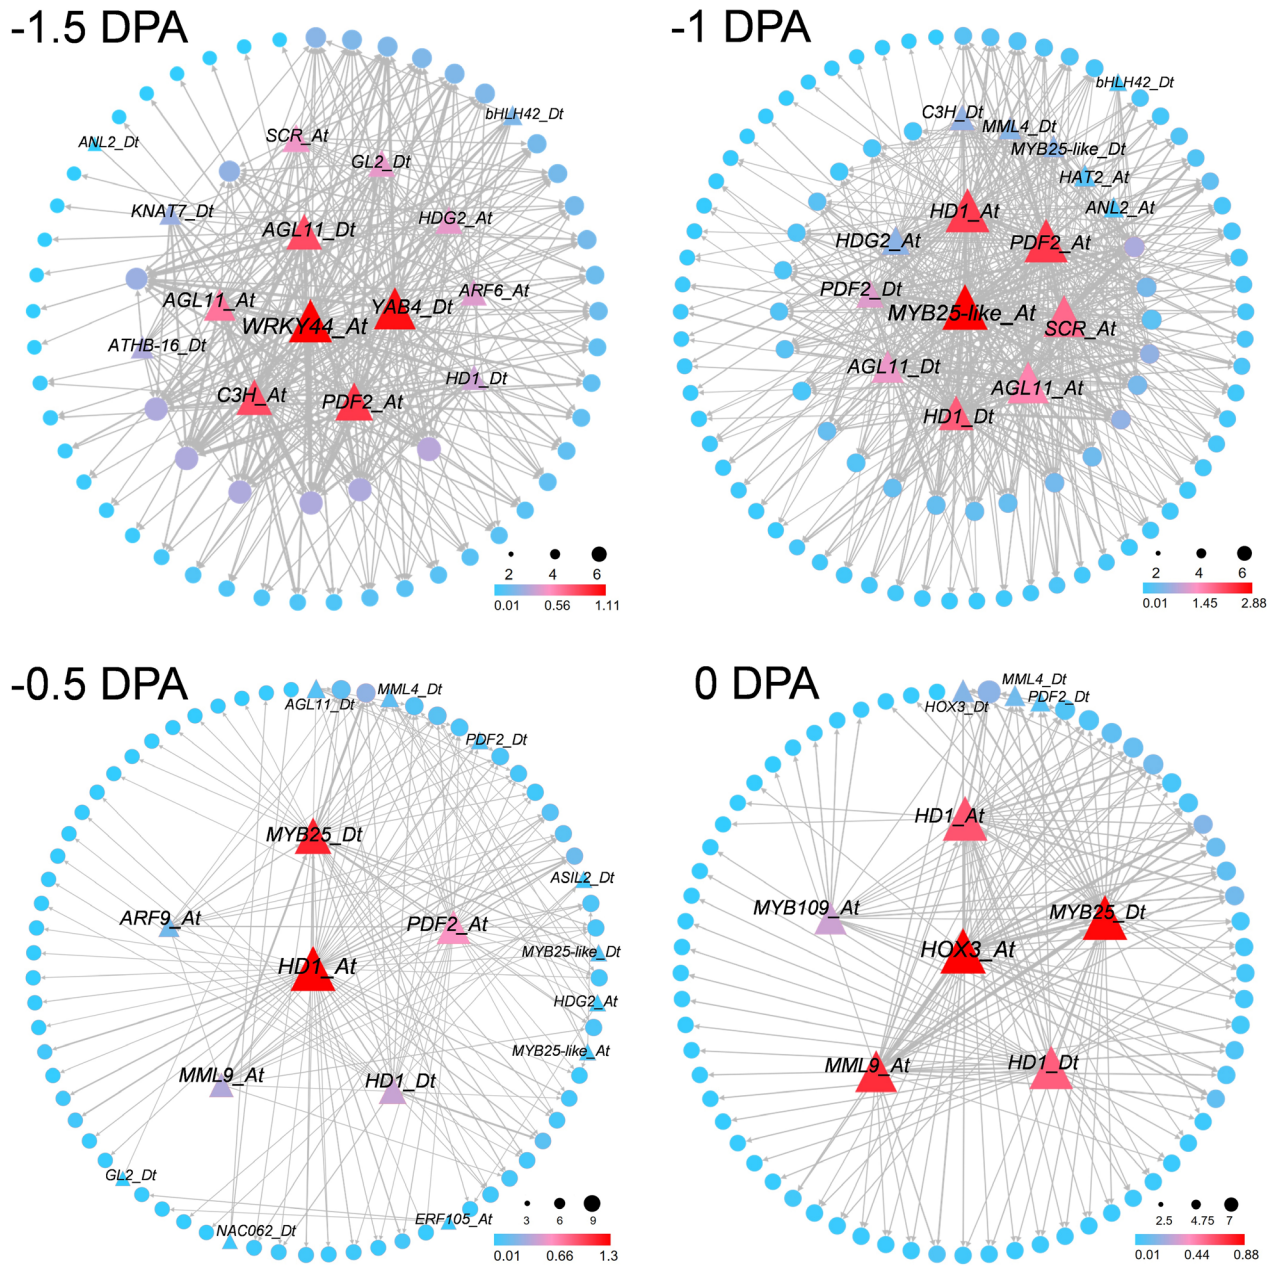 -1.5 DPA
bHLH42_Dt
SCR_At
ANL2_Dt
GL2_Dt
KNAT7_Dt
HDG2_At
AGL11_Dt
ARF6_At
AGL11_At
YAB4_Dt
WRKY44_At
ATHB-16_Dt
HD1_Dt
C3H_At
PDF2_At
2 4 6
0.01 0.56 1.11
-1 DPA
bHLH42_Dt
C3H_Dt
MML4_Dt
MYB25-like_Dt
HAT2_At
ANL2_At
HD1_At
HDG2_At
PDF2_At
PDF2_Dt
MYB25-like_At
SCR_At
AGL11_Dt
AGL11_At
HD1_Dt
2 4 6
0.01 1.45 2.88
-0.5 DPA
MML4_Dt
AGL11_Dt
PDF2_Dt
MYB25_Dt
ASIL2_Dt
ARF9_At
PDF2_At
MYB25-like_Dt
HD1_At
HDG2_At
MYB25-like_At
MML9_At
HD1_Dt
GL2_Dt
ERF105_At
NAC062_Dt
3 6 9
0.01 0.66 1.3
0 DPA
MML4_Dt
PDF2_Dt
HOX3_Dt
HD1_At
MYB109_At
MYB25_Dt
HOX3_At
MML9_At
HD1_Dt
2.5 4.75 7
0.01 0.44 0.88